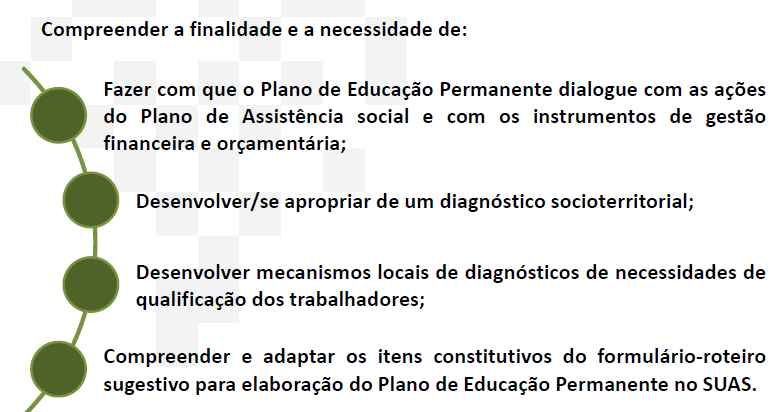 Compreender a finalidade e a necessidade de:
Fazer com que o Plano de Educação Permanente dialogue com as ações
do Plano de Assistência social e com os instrumentos de gestão
financeira e orçamentária;
Desenvolver/se apropriar de um diagnóstico socioterritorial;
Desenvolver mecanismos locais de diagnósticos de necessidades de
qualificação dos trabalhadores;
Compreender e adaptar os itens constitutivos do formulário-roteiro
sugestivo para elaboração do Plano de Educação Permanente no SUAS.